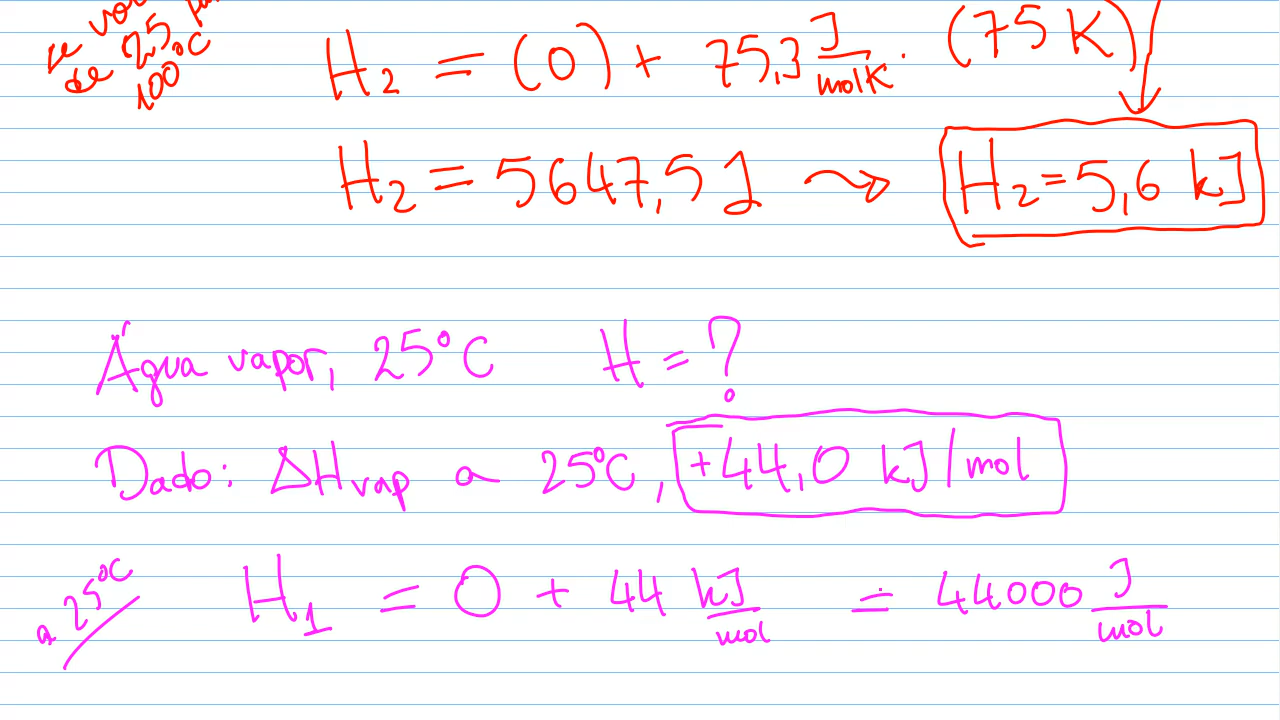 se
de 25°C
100
H₂ = (0) + 75,3 J/molK · (75 K)
H₂ = 5647,5 J ⇝ H₂ = 5,6 kJ
Água vapor, 25°C H = ?
Dado: ΔHvap a 25°C, +44,0 kJ/mol
a 25°C H₁ = 0 + 44 kJ/mol = 44000 J/mol